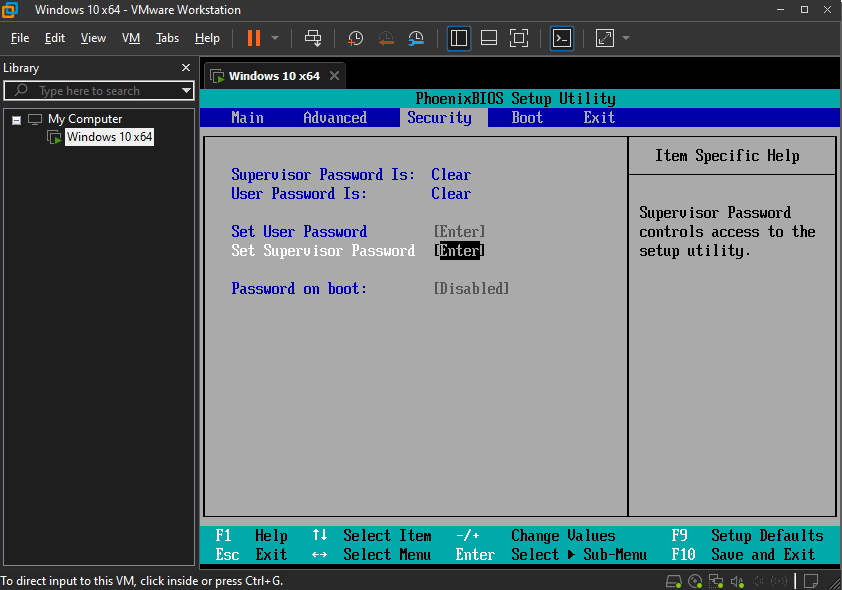 Windows 10 x64 - VMware Workstation
File Edit View VM Tabs Help
Library
Type here to search
My Computer
Windows 10 x64
Windows 10 x64
PhoenixBIOS Setup Utility
Main Advanced Security Boot Exit
Supervisor Password Is: Clear
User Password Is: Clear
Set User Password [Enter]
Set Supervisor Password [Enter]
Password on boot: [Disabled]
Item Specific Help
Supervisor Password
controls access to the
setup utility.
F1 Help ↑↓ Select Item -/+ Change Values F9 Setup Defaults
Esc Exit ↔ Select Menu Enter Select ▶ Sub-Menu F10 Save and Exit
To direct input to this VM, click inside or press Ctrl+G.